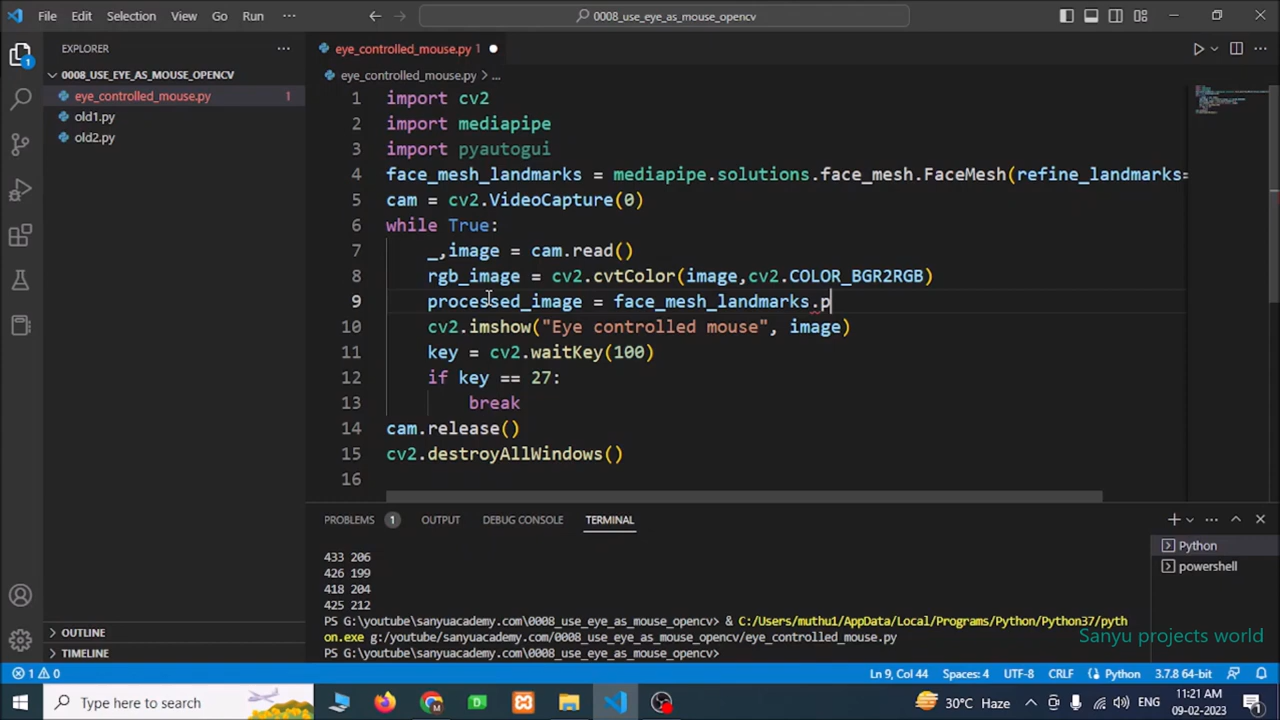 File Edit Selection View Go Run ··· 0008_use_eye_as_mouse_opencv
EXPLORER
0008_USE_EYE_AS_MOUSE_OPENCV
eye_controlled_mouse.py 1
old1.py
old2.py
OUTLINE
TIMELINE
eye_controlled_mouse.py 1
eye_controlled_mouse.py > ...
1 import cv2
2 import mediapipe
3 import pyautogui
4 face_mesh_landmarks = mediapipe.solutions.face_mesh.FaceMesh(refine_landmarks=
5 cam = cv2.VideoCapture(0)
6 while True:
7 _,image = cam.read()
8 rgb_image = cv2.cvtColor(image,cv2.COLOR_BGR2RGB)
9 processed_image = face_mesh_landmarks.p
10 cv2.imshow("Eye controlled mouse", image)
11 key = cv2.waitKey(100)
12 if key == 27:
13 break
14 cam.release()
15 cv2.destroyAllWindows()
16
PROBLEMS 1 OUTPUT DEBUG CONSOLE TERMINAL
433 206
426 199
418 204
425 212
PS G:\youtube\sanyuacademy.com\0008_use_eye_as_mouse_opencv> & C:/Users/muthu1/AppData/Local/Programs/Python/Python37/pyth
on.exe g:/youtube/sanyuacademy.com/0008_use_eye_as_mouse_opencv/eye_controlled_mouse.py
PS G:\youtube\sanyuacademy.com\0008_use_eye_as_mouse_opencv>
Python
powershell
Sanyu projects world
1 0 Ln 9, Col 44 Spaces: 4 UTF-8 CRLF Python 3.7.8 64-bit
Type here to search 30°C Haze ENG 11:21 AM
09-02-2023
1